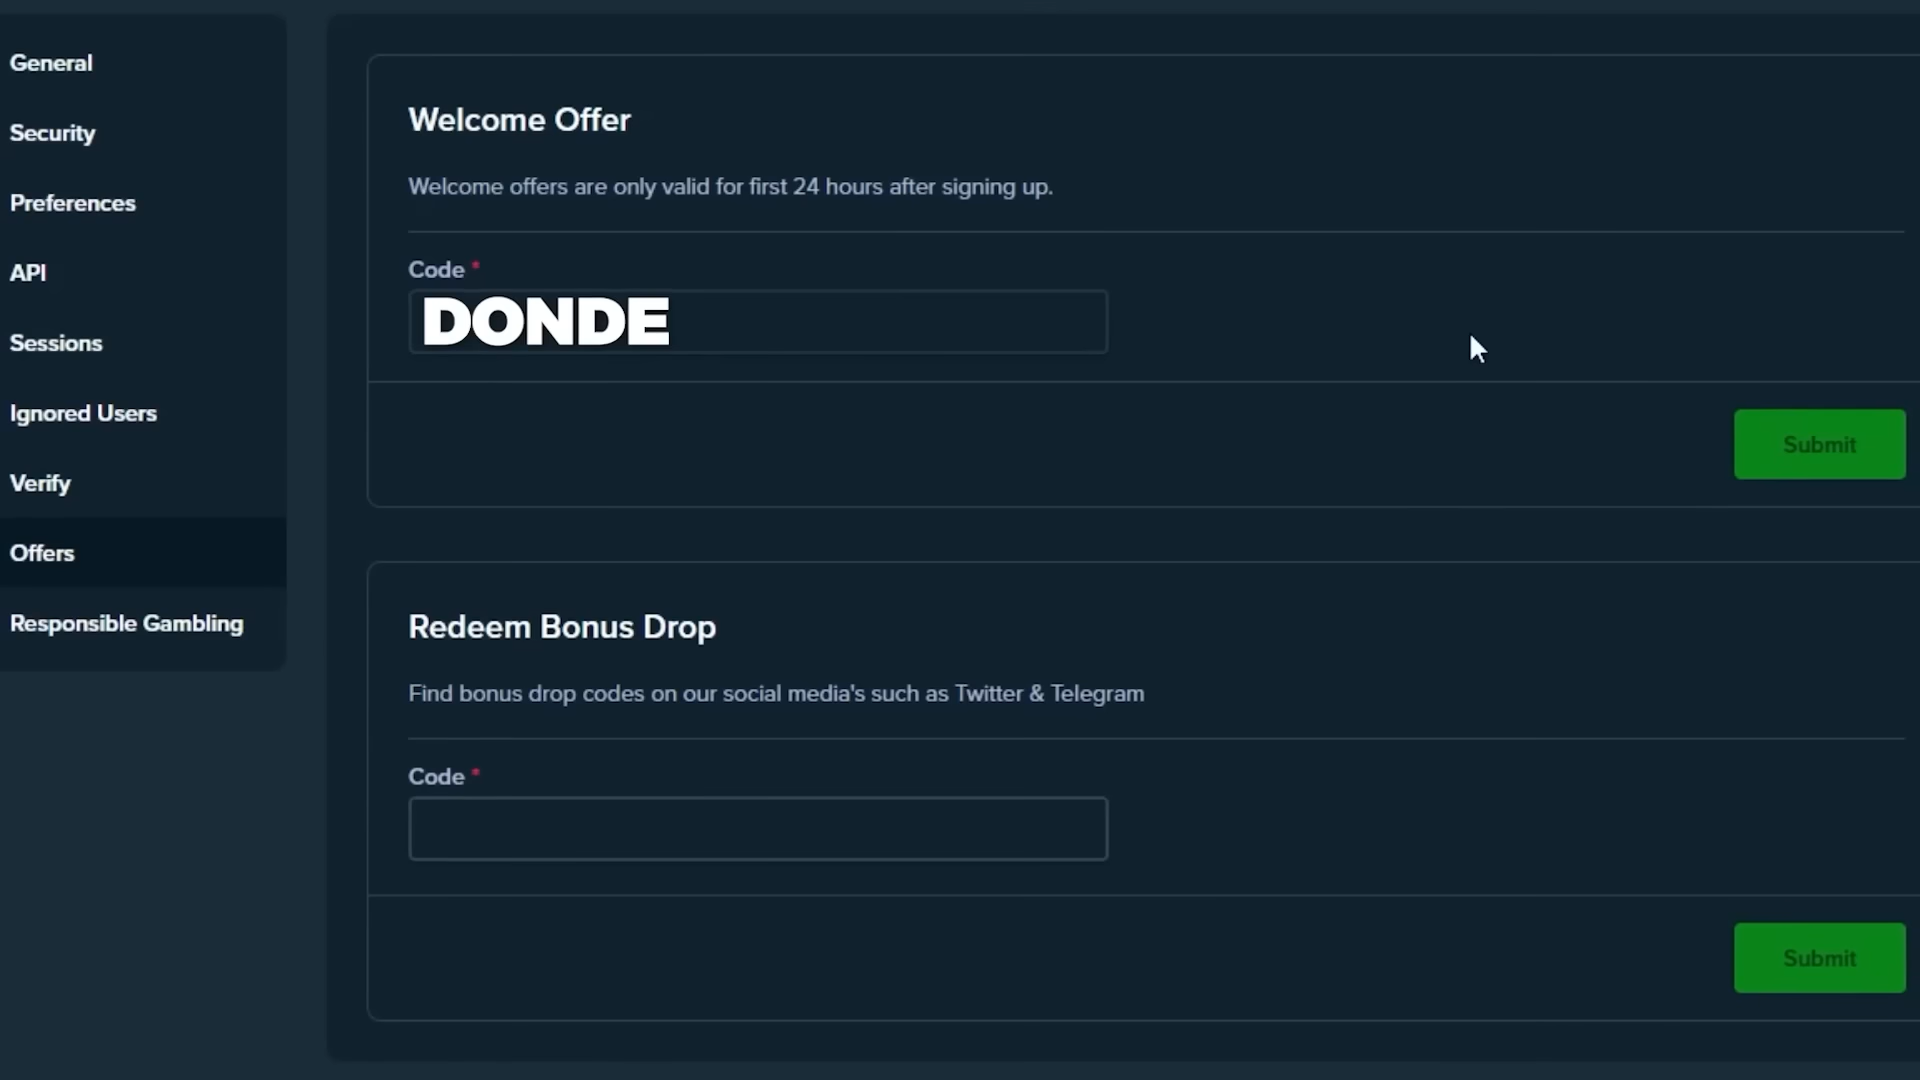 General
Security
Preferences
API
Sessions
Ignored Users
Verify
Offers
Responsible Gambling
Welcome Offer
Welcome offers are only valid for first 24 hours after signing up.
Code *
DONDE
Submit
Redeem Bonus Drop
Find bonus drop codes on our social media's such as Twitter & Telegram
Code *
Submit